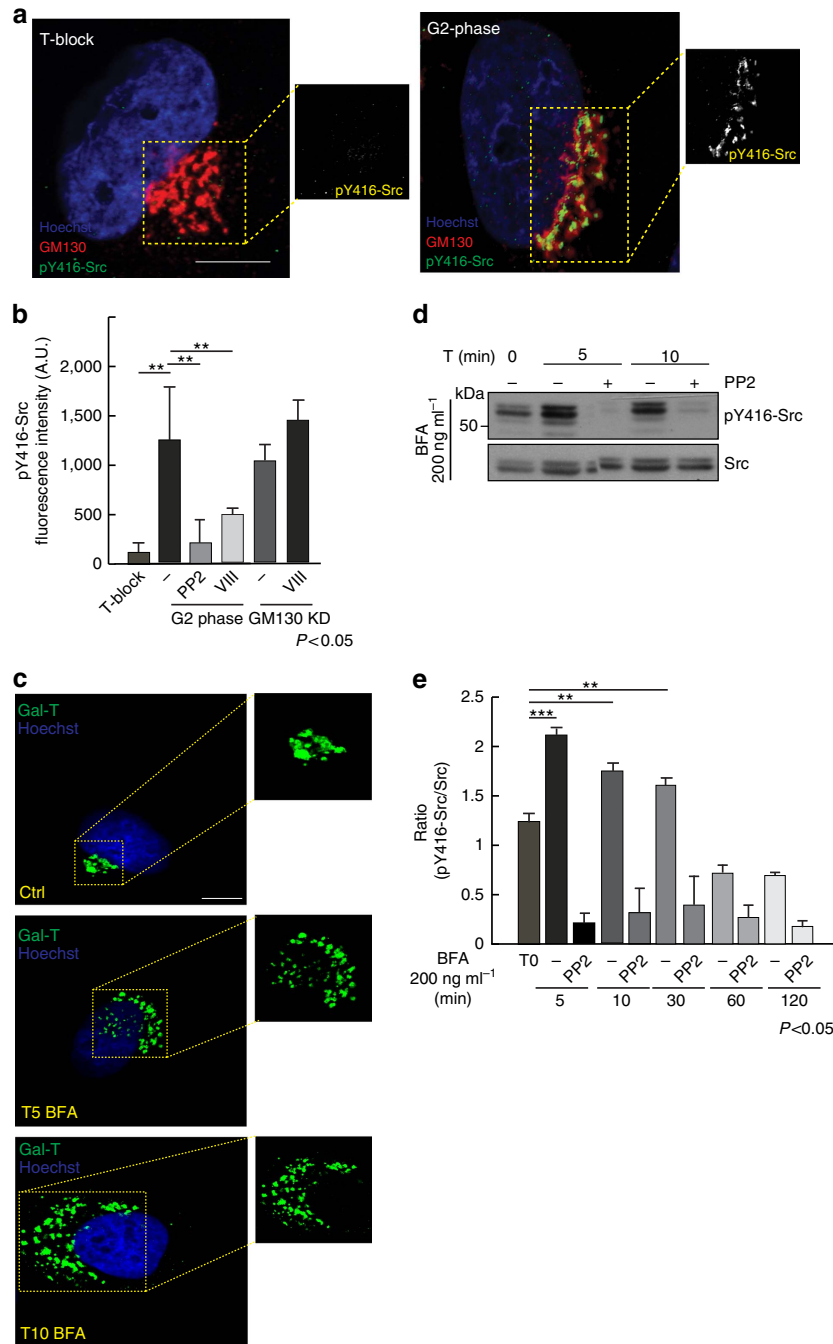 a
T-block
Hoechst
GM130
pY416-Src
pY416-Src
G2-phase
Hoechst
GM130
pY416-Src
pY416-Src
b
pY416-Src
fluorescence intensity (A.U.)
2,000
1,500
1,000
500
0
**
**
**
T-block
–
PP2
VIII
–
VIII
G2 phase
GM130 KD
P<0.05
d
T (min)
0
5
10
–
–
+
–
+
PP2
kDa
50
BFA
200 ng ml⁻¹
pY416-Src
Src
c
Gal-T
Hoechst
Ctrl
Gal-T
Hoechst
T5 BFA
Gal-T
Hoechst
T10 BFA
e
Ratio
(pY416-Src/Src)
2.5
2
1.5
1
0.5
0
**
**
***
BFA
200 ng ml⁻¹
(min)
T0
–
PP2
–
PP2
–
PP2
–
PP2
–
PP2
5
10
30
60
120
P<0.05